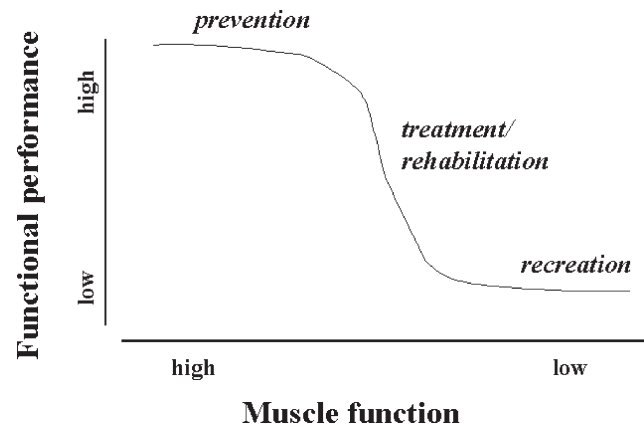 prevention
Functional performance
high
treatment/
rehabilitation
low
recreation
high
low
Muscle function